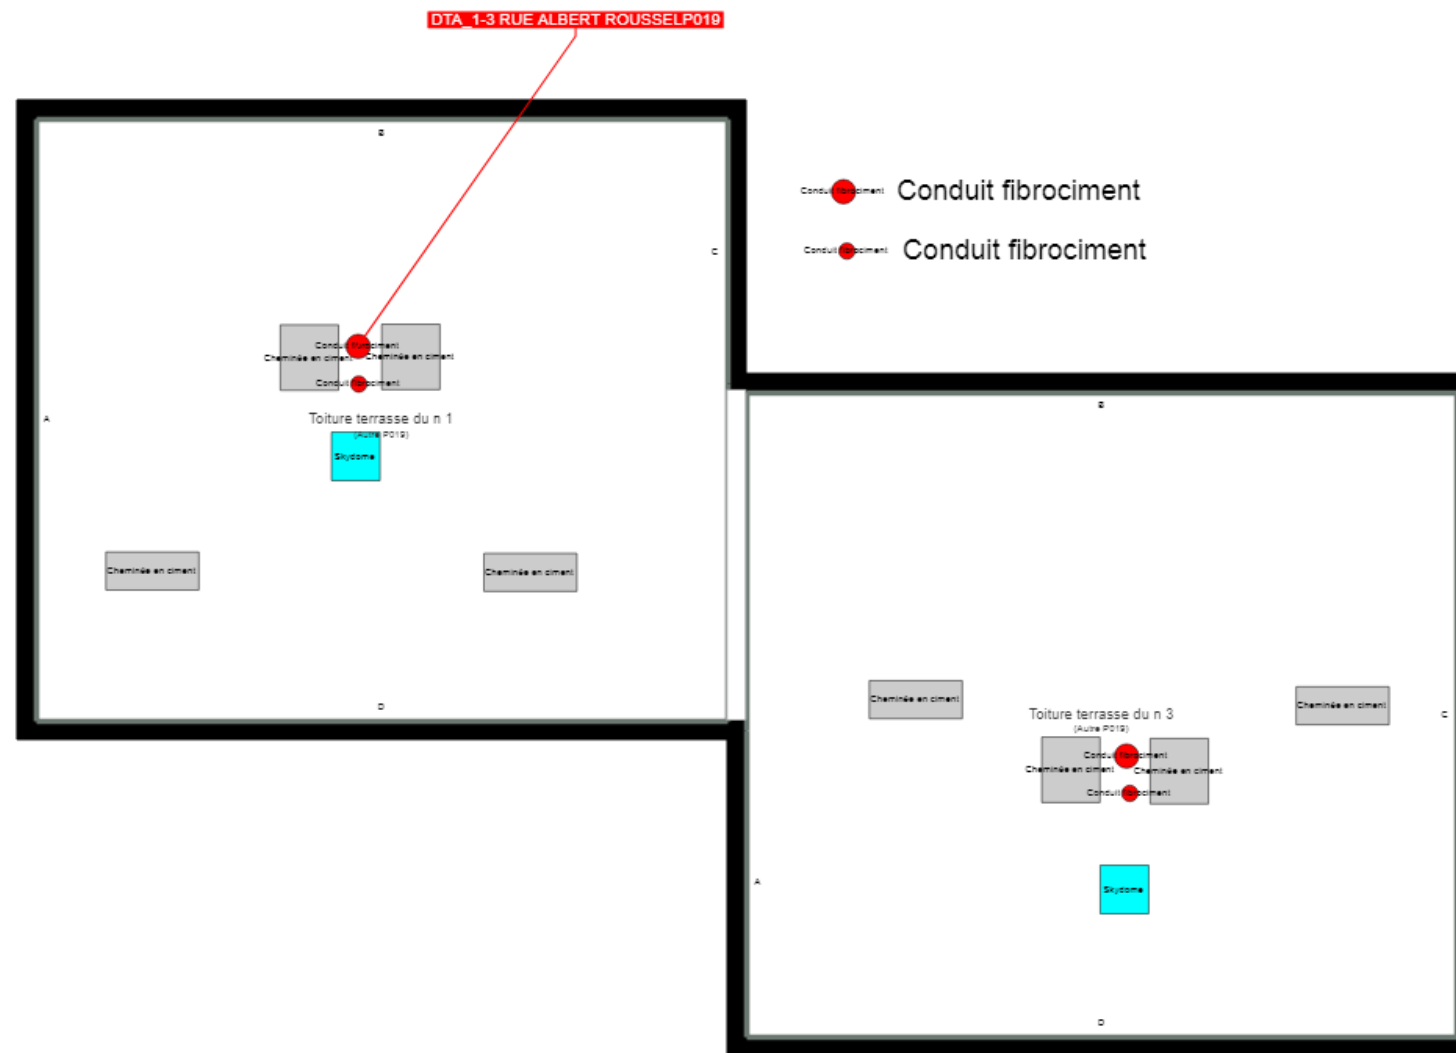 DTA_1-3 RUE ALBERT ROUSSELP019
B
Conduit fibrociment Conduit fibrociment
Conduit fibrociment Conduit fibrociment
C
Conduit fibrociment
Cheminée en ciment Cheminée en ciment
Conduit fibrociment
A
Toiture terrasse du n 1
(Autre P019)
Skydome
Cheminée en ciment Cheminée en ciment
D
B
Cheminée en ciment Cheminée en ciment
Toiture terrasse du n 3
(Autre P019)
C
Conduit fibrociment
Cheminée en ciment Cheminée en ciment
Conduit fibrociment
A
Skydome
D